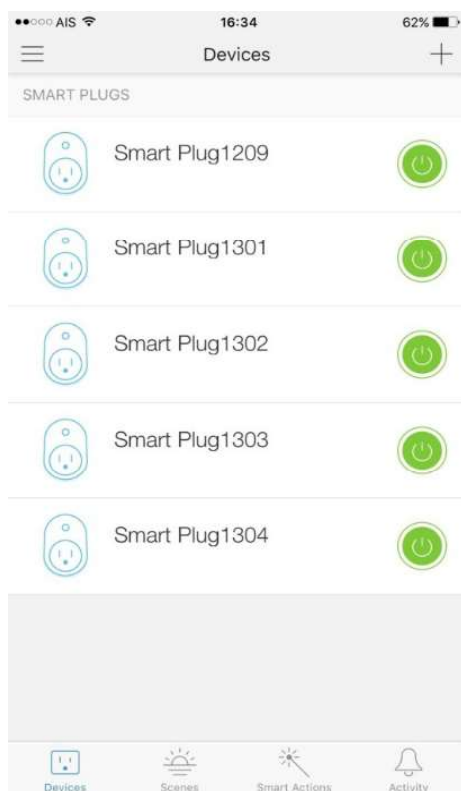 AIS 16:34 62%
Devices
SMART PLUGS
Smart Plug1209
Smart Plug1301
Smart Plug1302
Smart Plug1303
Smart Plug1304
Devices Scenes Smart Actions Activity